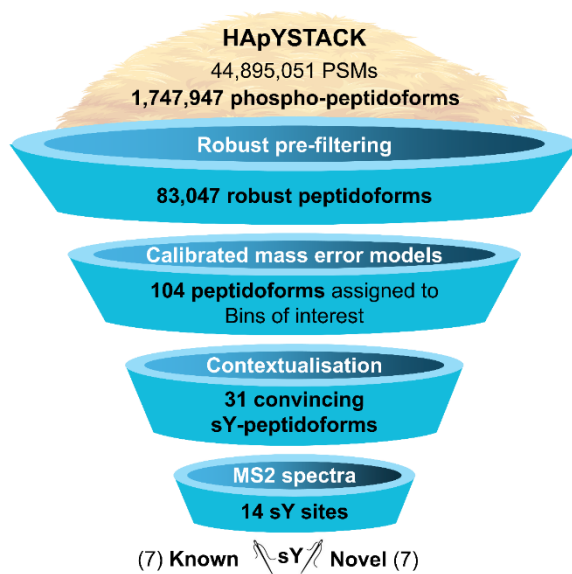 HApYSTACK
44,895,051 PSMs
1,747,947 phospho-peptidoforms
Robust pre-filtering
83,047 robust peptidoforms
Calibrated mass error models
104 peptidoforms assigned to
Bins of interest
Contextualisation
31 convincing
sY-peptidoforms
MS2 spectra
14 sY sites
(7) Known sY Novel (7)